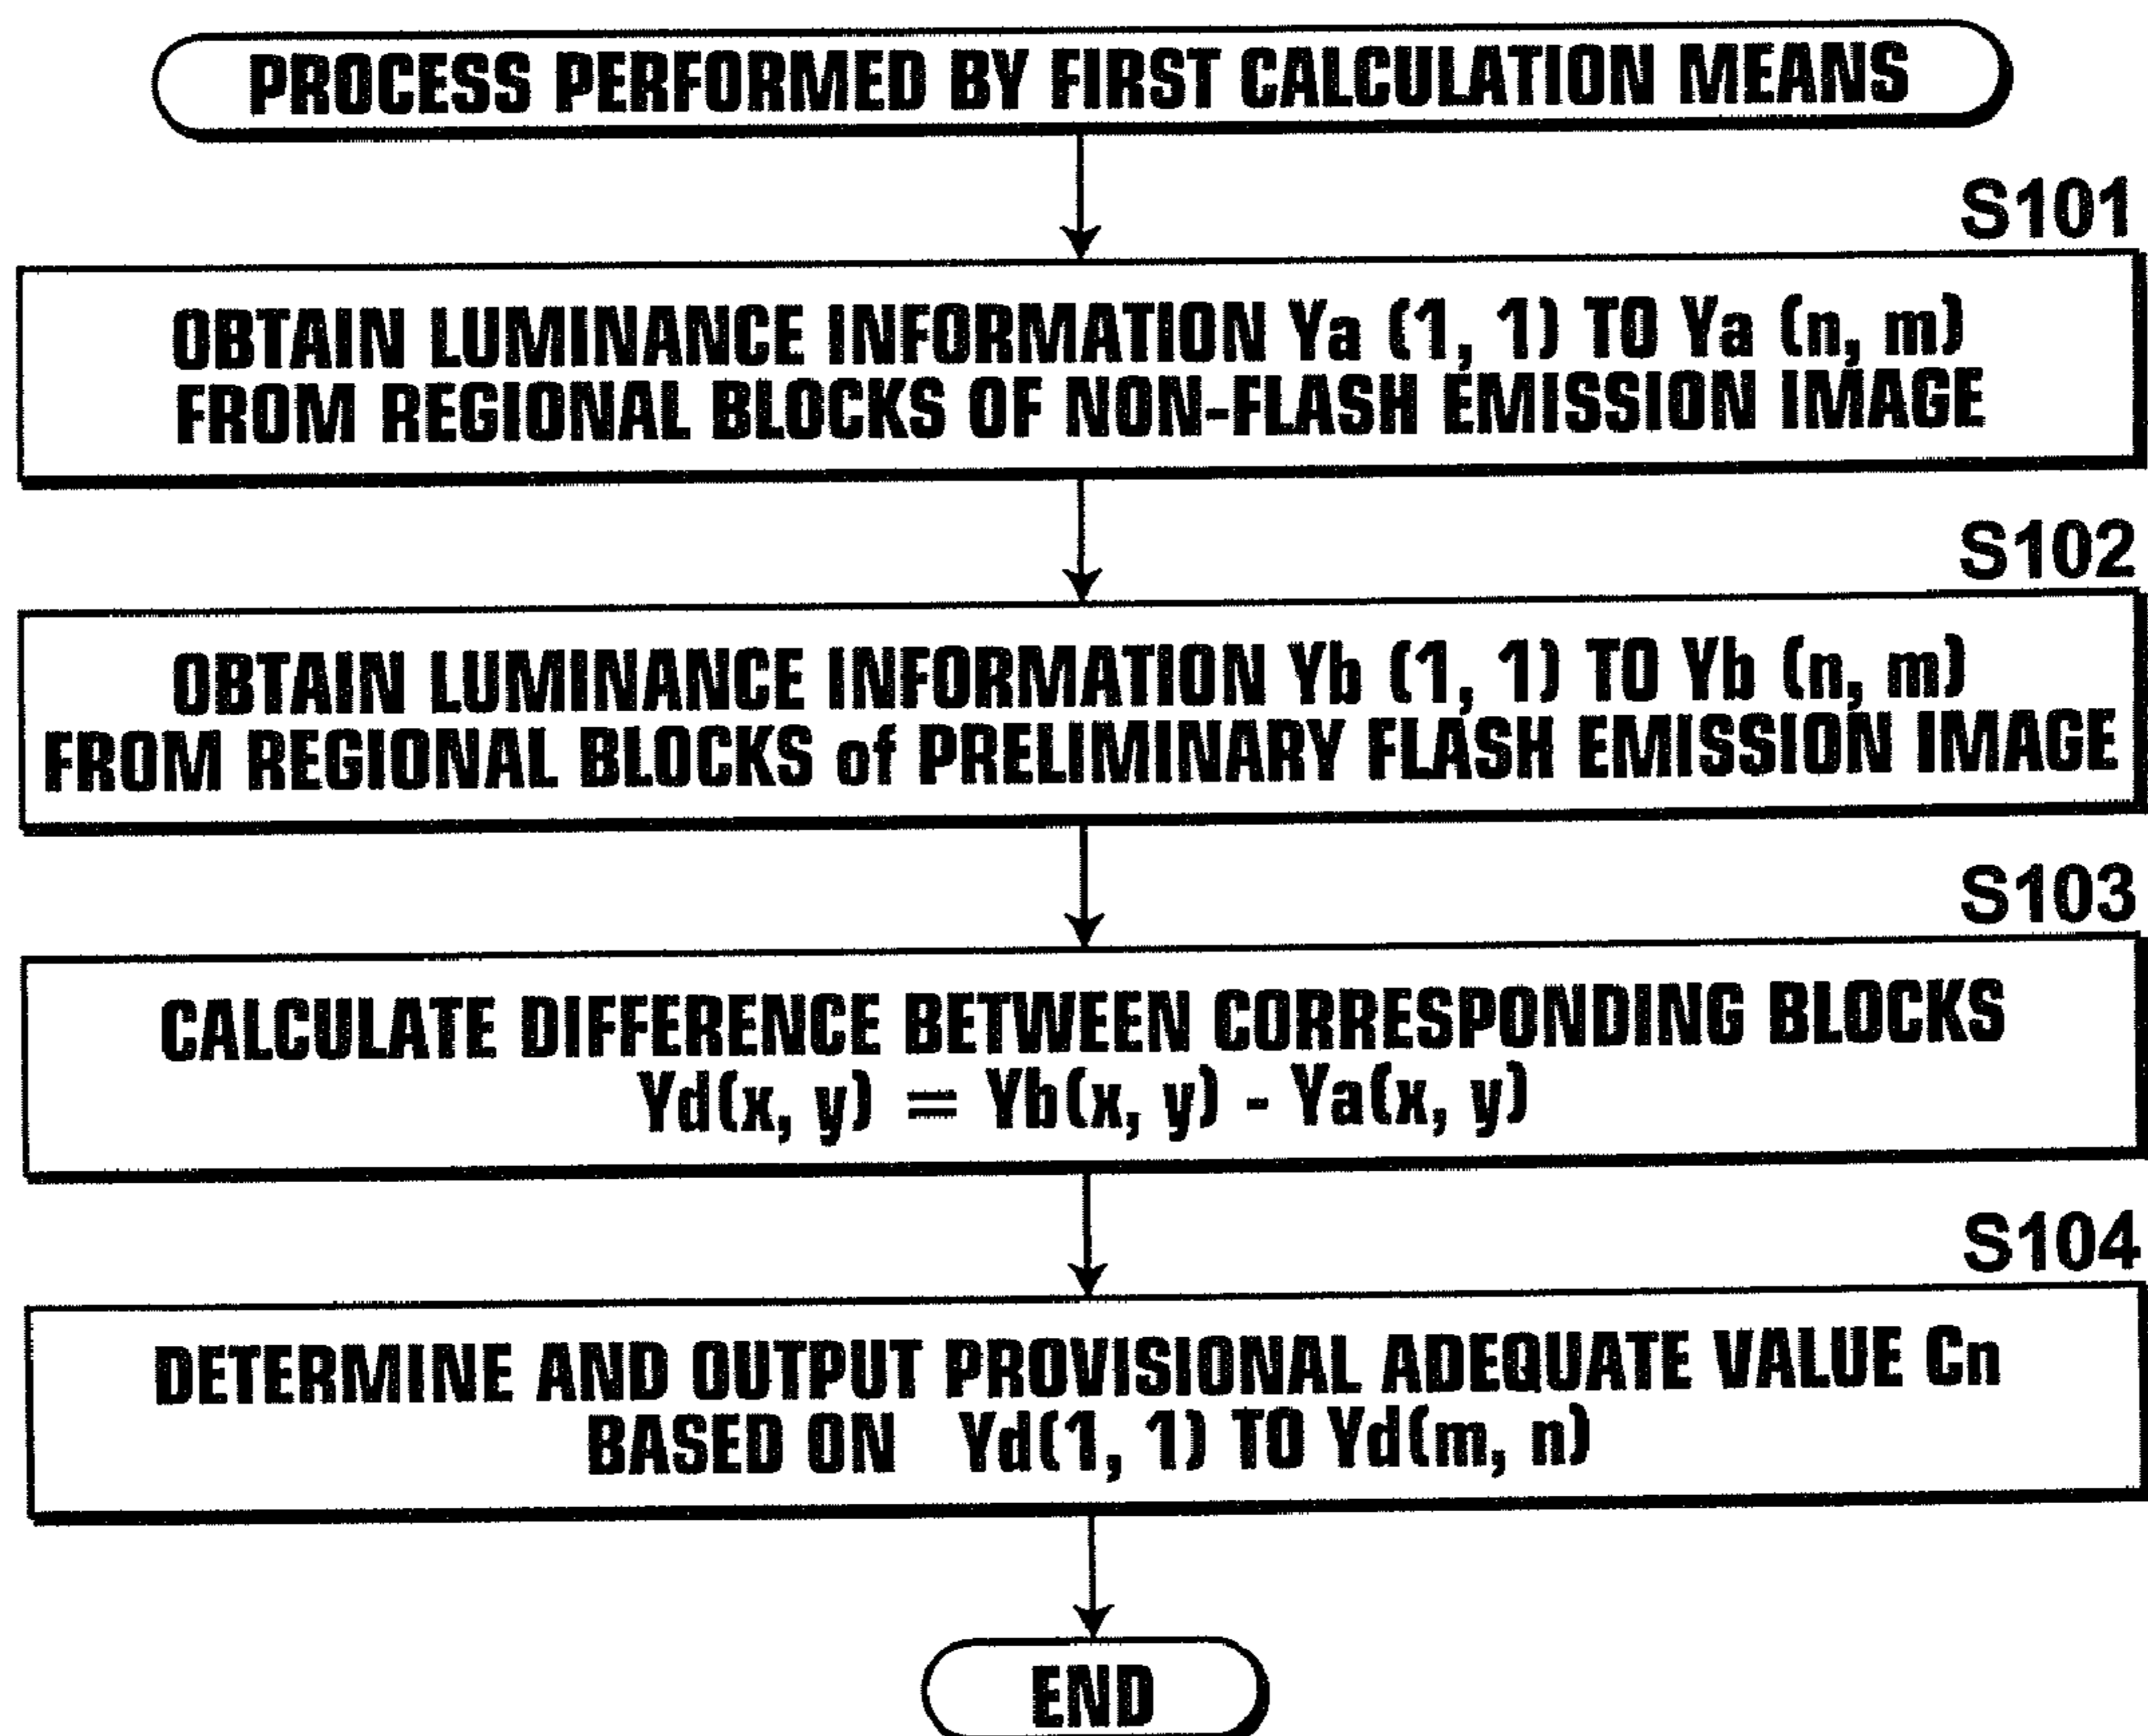 PROCESS PERFORMED BY FIRST CALCULATION MEANS
S101
OBTAIN LUMINANCE INFORMATION Ya (1, 1) TO Ya (n, m)
FROM REGIONAL BLOCKS OF NON-FLASH EMISSION IMAGE
S102
OBTAIN LUMINANCE INFORMATION Yb (1, 1) TO Yb (n, m)
FROM REGIONAL BLOCKS of PRELIMINARY FLASH EMISSION IMAGE
S103
CALCULATE DIFFERENCE BETWEEN CORRESPONDING BLOCKS
Yd(x, y) = Yb(x, y) - Ya(x, y)
S104
DETERMINE AND OUTPUT PROVISIONAL ADEQUATE VALUE Cn
BASED ON Yd(1, 1) TO Yd(m, n)
END